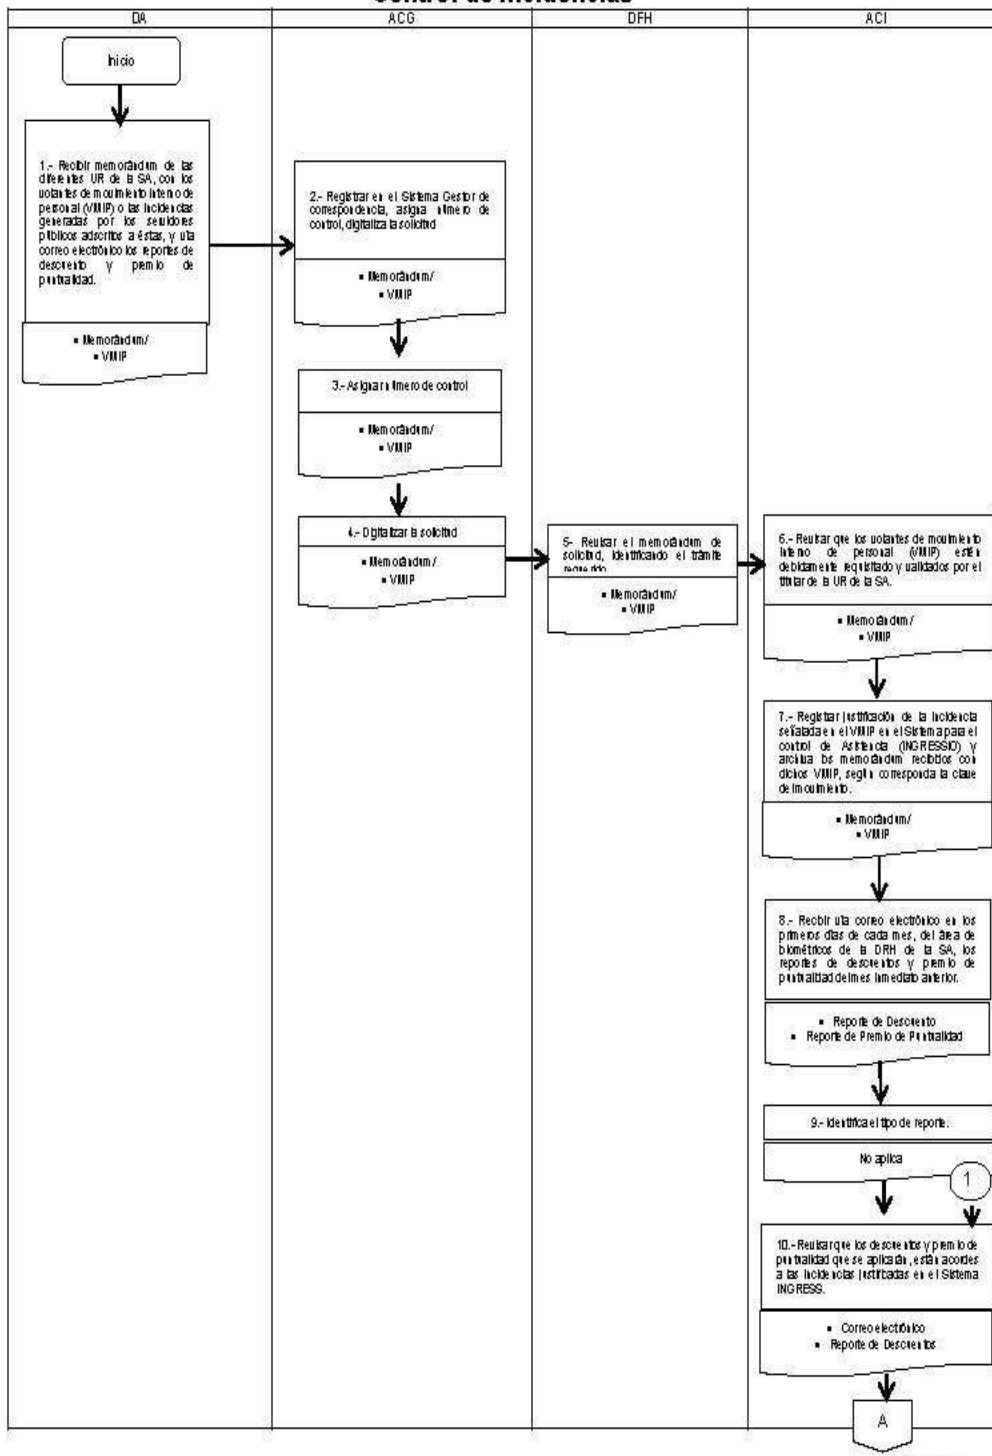 Control de Incidencias
DA
ACG
DFH
ACI
Inicio
1.- Recibir memorándum de las
diferentes UR de la SA, con los
volantes de movimiento interno de
personal (VMIP) o las incidencias
generadas por los servidores
públicos adscritos a éstas, y vía
correo electrónico los reportes de
descuento y premio de
puntualidad.
▪ Memorándum/
▪ VMIP
2.- Registrar en el Sistema Gestor de
correspondencia, asigna número de
control, digitaliza la solicitud
▪ Memorándum/
▪ VMIP
3.- Asignar número de control
▪ Memorándum/
▪ VMIP
4.- Digitalizar la solicitud
▪ Memorándum/
▪ VMIP
5- Revisar el memorándum de
solicitud, identificando el trámite
requerido
▪ Memorándum/
▪ VMIP
6.- Revisar que los volantes de movimiento
interno de personal (VMIP) estén
debidamente requisitado y validados por el
titular de la UR de la SA.
▪ Memorándum/
▪ VMIP
7.- Registrar justificación de la incidencia
señalada en el VMIP en el Sistema para el
control de Asistencia (INGRESSIO) y
archiva los memorándum recibidos con
dichos VMIP, según corresponda la clave
de movimiento.
▪ Memorándum/
▪ VMIP
8.- Recibir vía correo electrónico en los
primeros días de cada mes, del área de
biométricos de la DRH de la SA, los
reportes de descuentos y premio de
puntualidad del mes inmediato anterior.
▪ Reporte de Descuento
▪ Reporte de Premio de Puntualidad
9.- Identifica el tipo de reporte.
No aplica
1
10.- Revisar que los descuentos y premio de
puntualidad que se aplicarán, están acordes
a las incidencias justificadas en el Sistema
INGRESS.
▪ Correo electrónico
▪ Reporte de Descuentos
A